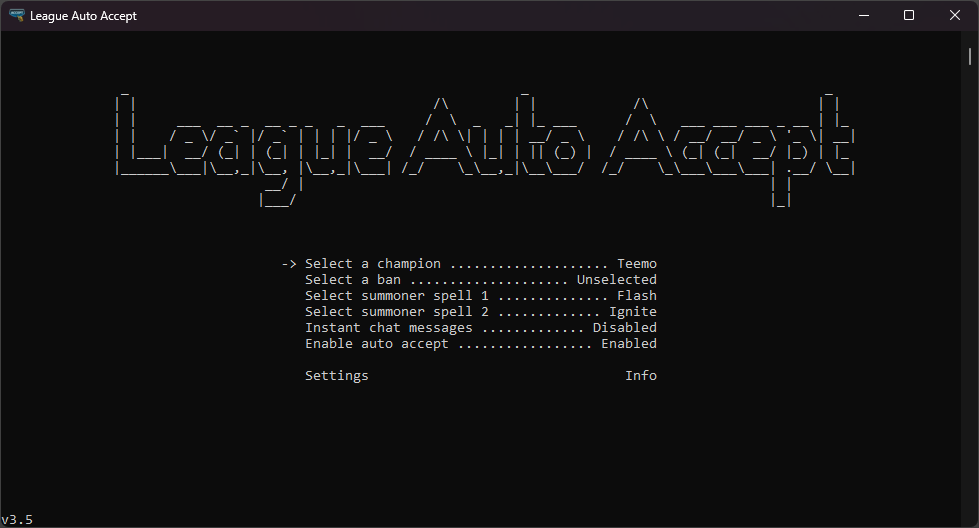 League Auto Accept
League Auto Accept
-> Select a champion .................... Teemo
Select a ban .................... Unselected
Select summoner spell 1 .............. Flash
Select summoner spell 2 ............. Ignite
Instant chat messages ............. Disabled
Enable auto accept ................. Enabled
Settings Info
v3.5